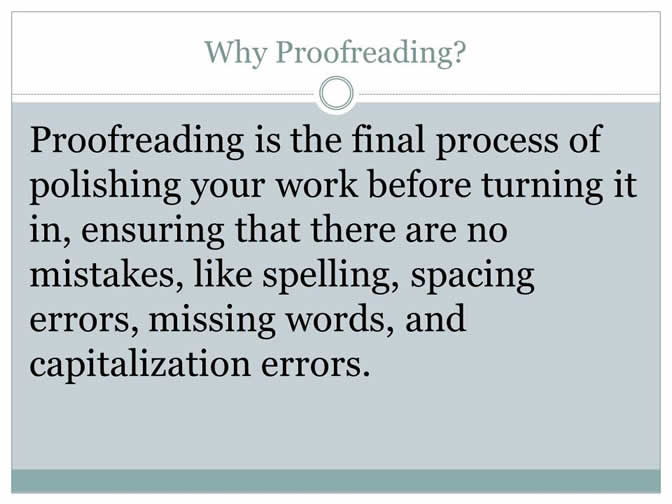 Why Proofreading?
Proofreading is the final process of
polishing your work before turning it
in, ensuring that there are no
mistakes, like spelling, spacing
errors, missing words, and
capitalization errors.